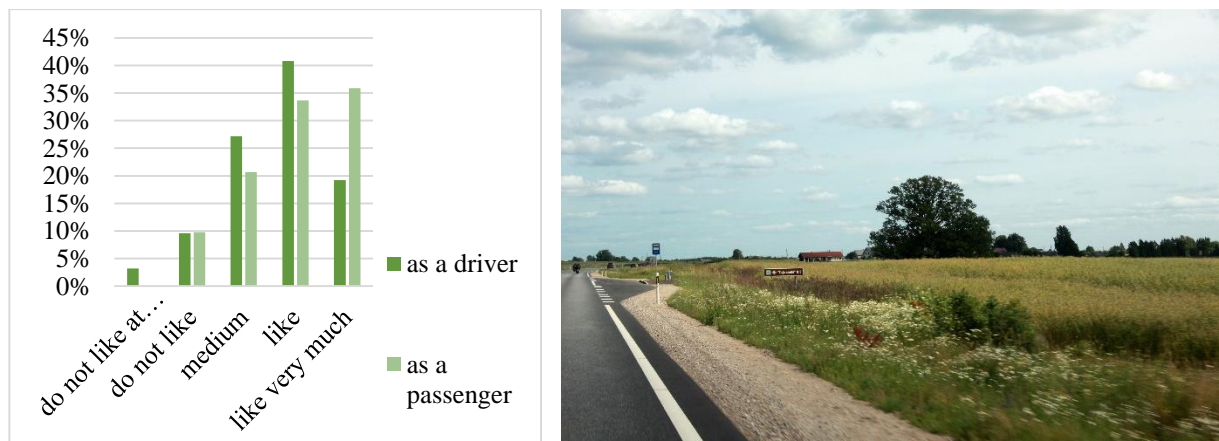 45%
40%
35%
30%
25%
20%
15%
10%
5%
0%
do not like at…
do not like
medium
like
like very much
as a driver
as a
passenger